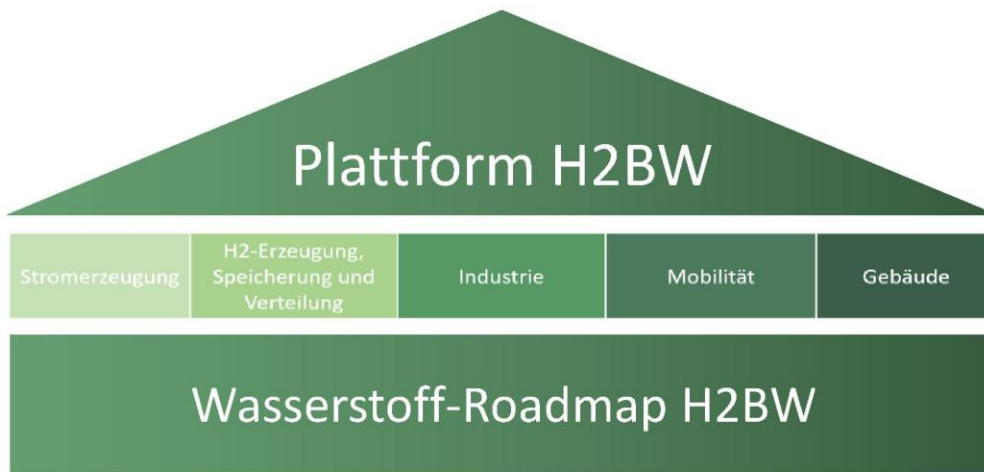 Plattform H2BW
Stromerzeugung
H2-Erzeugung,
Speicherung und
Verteilung
Industrie
Mobilität
Gebäude
Wasserstoff-Roadmap H2BW